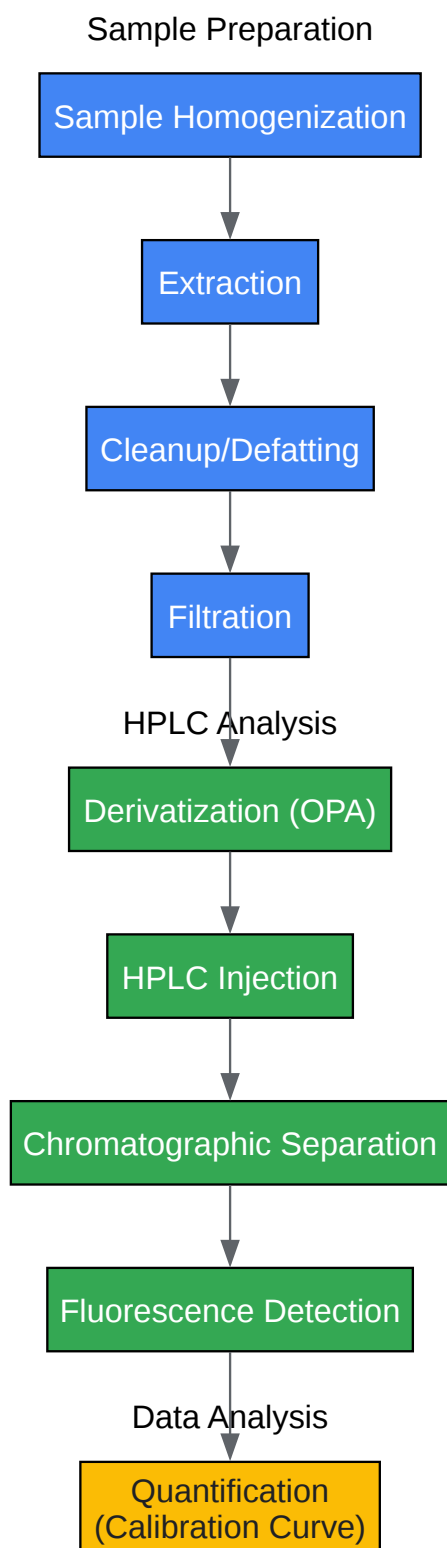 Sample Preparation
Sample Homogenization
Extraction
Cleanup/Defatting
Filtration
HPLC Analysis
Derivatization (OPA)
HPLC Injection
Chromatographic Separation
Fluorescence Detection
Data Analysis
Quantification
(Calibration Curve)